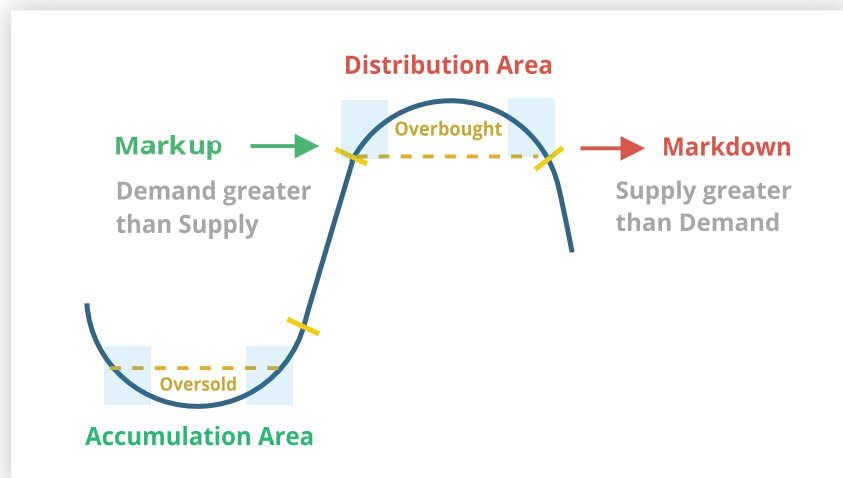 Distribution Area
Overbought
Markup
Markdown
Demand greater
than Supply
Supply greater
than Demand
Oversold
Accumulation Area